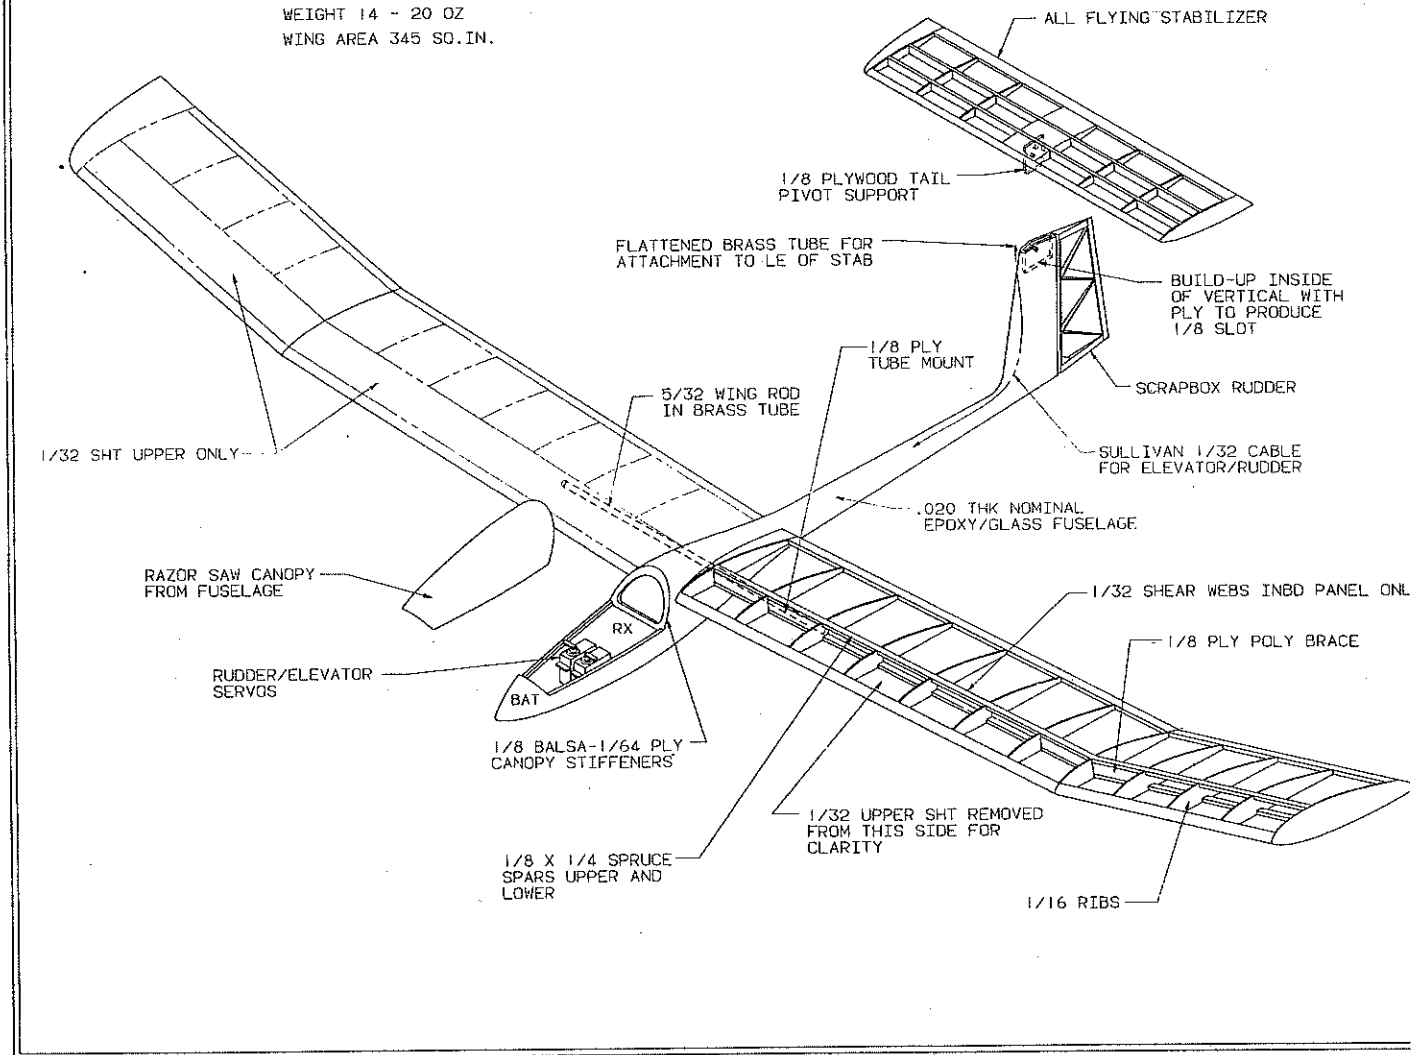 WEIGHT 14 - 20 OZ
WING AREA 345 SQ.IN.
ALL FLYING STABILIZER
1/8 PLYWOOD TAIL
PIVOT SUPPORT
FLATTENED BRASS TUBE FOR
ATTACHMENT TO LE OF STAB
BUILD-UP INSIDE
OF VERTICAL WITH
PLY TO PRODUCE
1/8 SLOT
1/8 PLY
TUBE MOUNT
SCRAPBOX RUDDER
5/32 WING ROD
IN BRASS TUBE
1/32 SHT UPPER ONLY
SULLIVAN 1/32 CABLE
FOR ELEVATOR/RUDDER
.020 THK NOMINAL
EPOXY/GLASS FUSELAGE
RAZOR SAW CANOPY
FROM FUSELAGE
1/32 SHEAR WEBS INBD PANEL ONL
RX
1/8 PLY POLY BRACE
RUDDER/ELEVATOR
SERVOS
BAT
1/8 BALSA-1/64 PLY
CANOPY STIFFENERS
1/32 UPPER SHT REMOVED
FROM THIS SIDE FOR
CLARITY
1/8 X 1/4 SPRUCE
SPARS UPPER AND
LOWER
1/16 RIBS